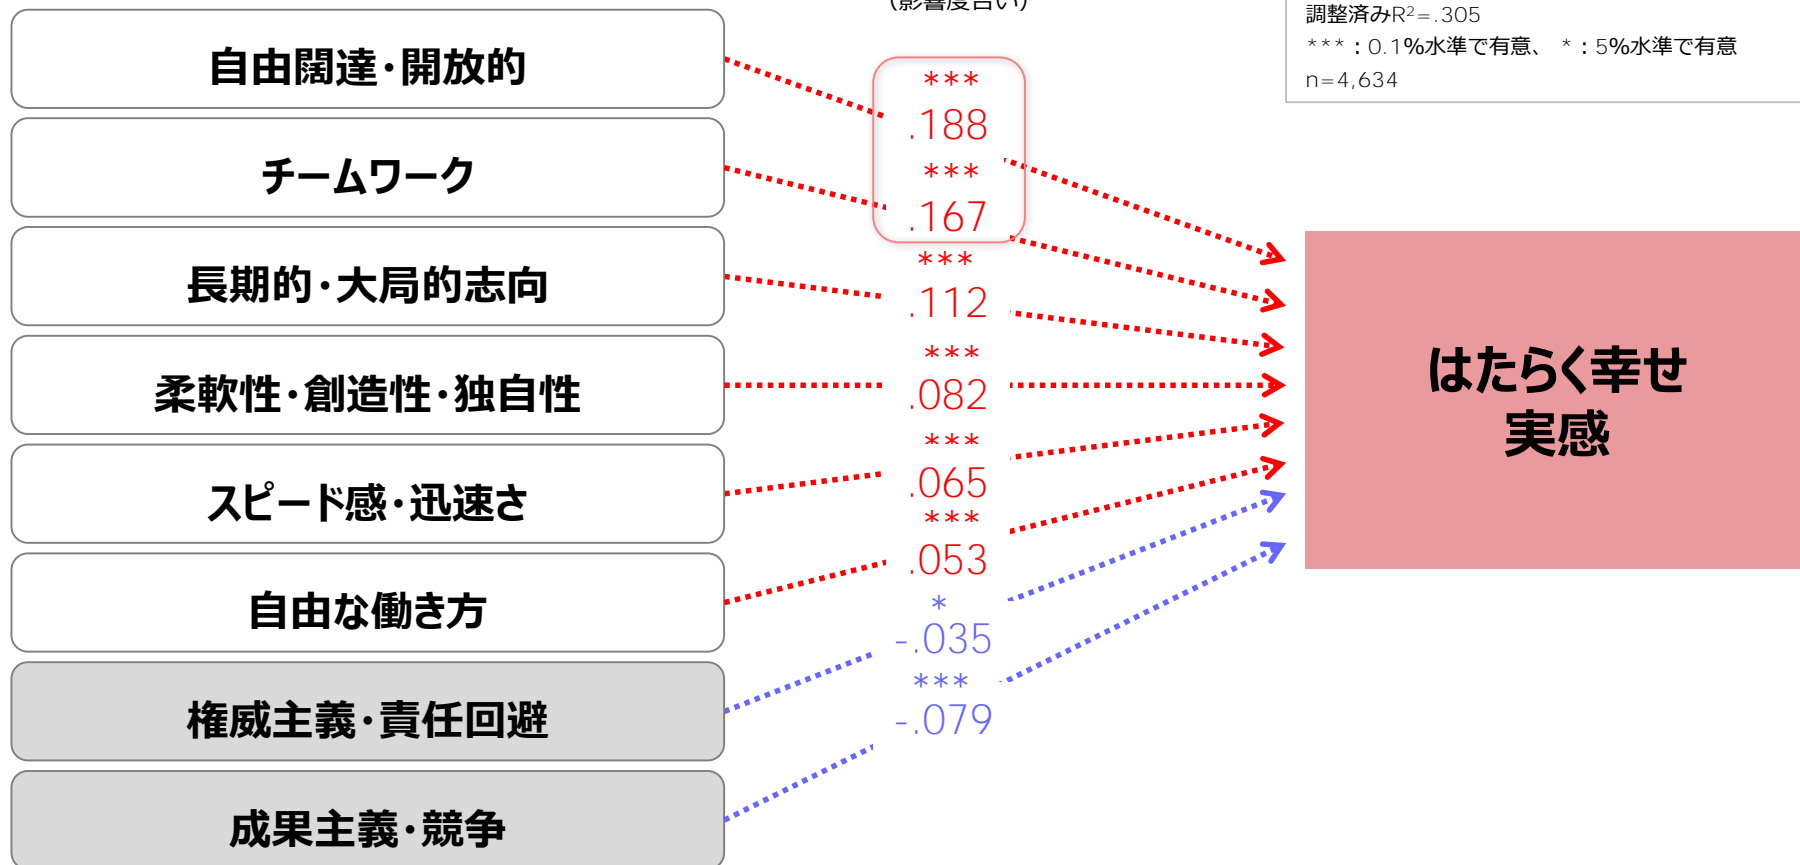 (影響度合い)
調整済みR²=.305
***：0.1%水準で有意、 *：5%水準で有意
n=4,634
自由闊達・開放的
チームワーク
長期的・大局的志向
柔軟性・創造性・独自性
スピード感・迅速さ
自由な働き方
権威主義・責任回避
成果主義・競争
***
.188
***
.167
***
.112
***
.082
***
.065
***
.053
*
-.035
***
-.079
はたらく幸せ
実感